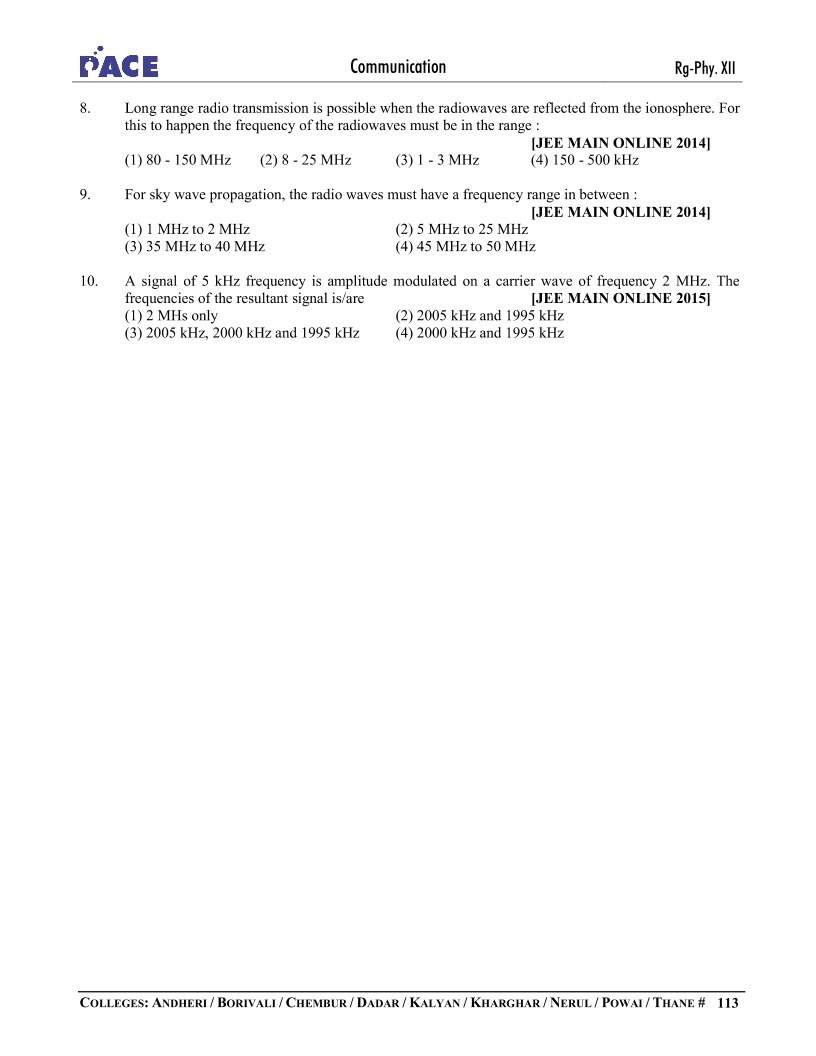 PACE
Communication
Rg-Phy. XII
8. Long range radio transmission is possible when the radiowaves are reflected from the ionosphere. For
this to happen the frequency of the radiowaves must be in the range :
[JEE MAIN ONLINE 2014]
(1) 80 - 150 MHz (2) 8 - 25 MHz (3) 1 - 3 MHz (4) 150 - 500 kHz
9. For sky wave propagation, the radio waves must have a frequency range in between :
[JEE MAIN ONLINE 2014]
(1) 1 MHz to 2 MHz (2) 5 MHz to 25 MHz
(3) 35 MHz to 40 MHz (4) 45 MHz to 50 MHz
10. A signal of 5 kHz frequency is amplitude modulated on a carrier wave of frequency 2 MHz. The
frequencies of the resultant signal is/are [JEE MAIN ONLINE 2015]
(1) 2 MHs only (2) 2005 kHz and 1995 kHz
(3) 2005 kHz, 2000 kHz and 1995 kHz (4) 2000 kHz and 1995 kHz
COLLEGES: ANDHERI / BORIVALI / CHEMBUR / DADAR / KALYAN / KHARGHAR / NERUL / POWAI / THANE # 113